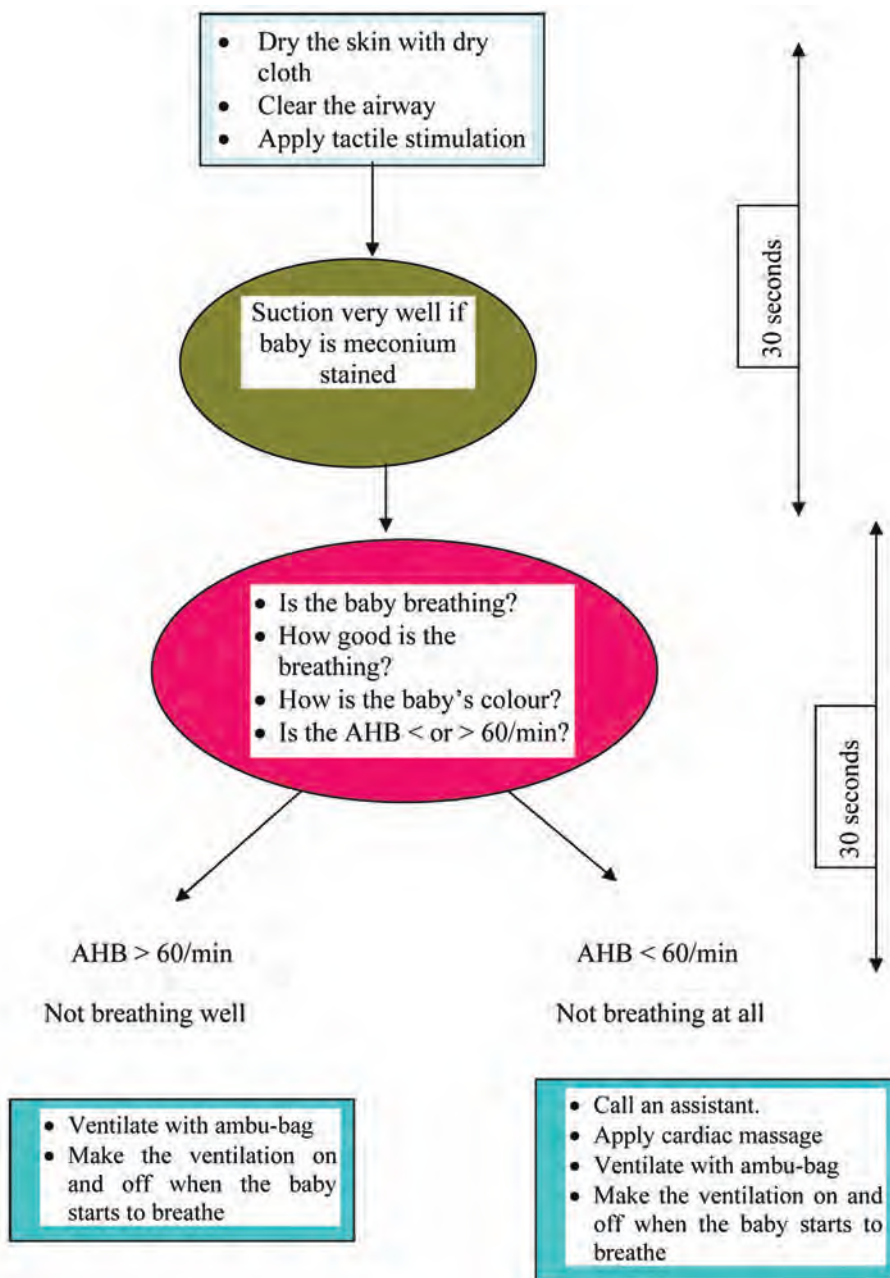 • Dry the skin with dry
cloth
• Clear the airway
• Apply tactile stimulation
30 seconds
Suction very well if
baby is meconium
stained
• Is the baby breathing?
• How good is the
breathing?
• How is the baby's colour?
• Is the AHB < or > 60/min?
30 seconds
AHB > 60/min
Not breathing well
AHB < 60/min
Not breathing at all
• Ventilate with ambu-bag
• Make the ventilation on
and off when the baby
starts to breathe
• Call an assistant.
• Apply cardiac massage
• Ventilate with ambu-bag
• Make the ventilation on and
off when the baby starts to
breathe